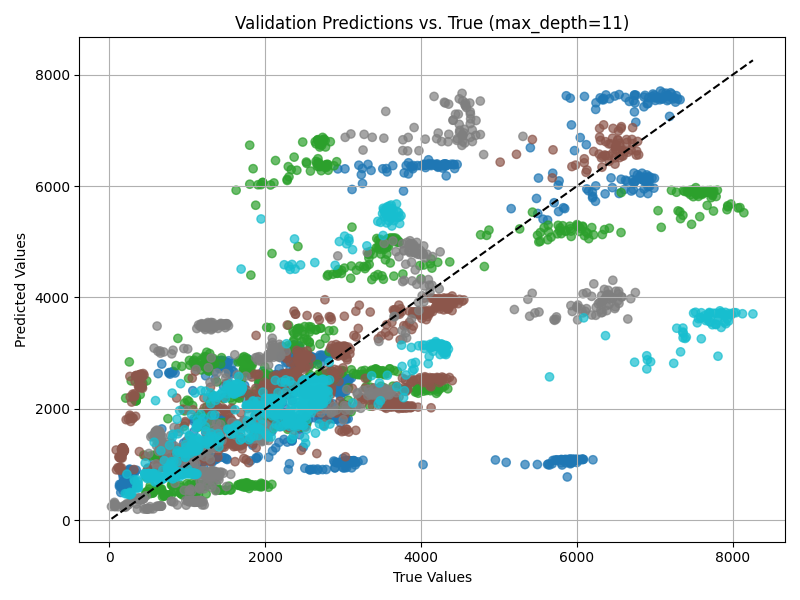 Validation Predictions vs. True (max_depth=11)
8000
6000
4000
2000
0
Predicted Values
0 2000 4000 6000 8000
True Values